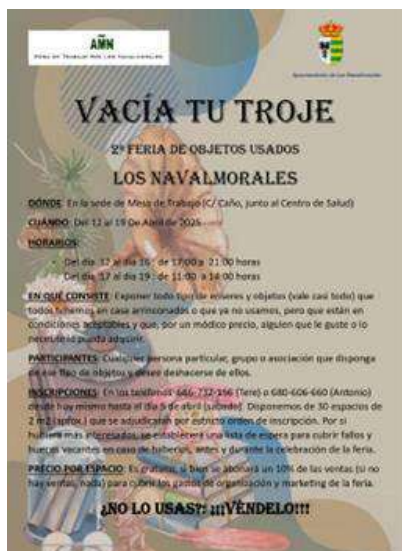 AMN
MESA DE TRABAJO POR LOS NAVALMORALES
Ayuntamiento de Los Navalmorales
VACÍA TU TROJE
2ª FERIA DE OBJETOS USADOS
LOS NAVALMORALES
DÓNDE: En la sede de Mesa de Trabajo (C/ Caño, junto al Centro de Salud)
CUÁNDO: Del 12 al 19 De Abril de 2025
HORARIOS:
Del día 12 al día 16 : de 17:00 a 21:00 horas
Del día 17 al día 19 : de 11:00 a 14:00 horas
EN QUÉ CONSISTE: Exponer todo tipo de enseres y objetos (vale casi todo) que
todos tenemos en casa arrinconados o que ya no usamos, pero que están en
condiciones aceptables y que, por un módico precio, alguien que le guste o lo
necesite lo pueda adquirir.
PARTICIPANTES: Cualquier persona particular, grupo o asociación que disponga
de ese tipo de objetos y desee deshacerse de ellos.
INSCRIPCIONES: En los teléfonos (Tere) o 680-606-660 (Antonio)
desde hoy mismo hasta el día 5 de abril (sábado). Disponemos de 30 espacios de
2 m2 (aprox.) que se adjudicarán por estricto orden de inscripción. Por si
hubiera más interesados, se establecerá una lista de espera para cubrir fallos y
huecos vacantes en caso de haberlos, antes y durante la celebración de la feria.
PRECIO POR ESPACIO: Es gratuito, si bien se abonará un 10% de las ventas (si no
hay ventas, nada) para cubrir los gastos de organización y marketing de la feria.
¿NO LO USAS?: ¡¡¡VÉNDELO!!!